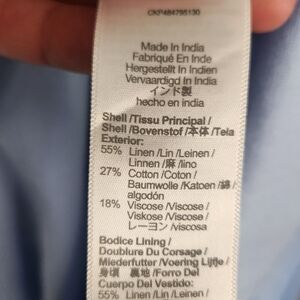 CKP484795130
Made In India
Fabriqué En Inde
Hergestellt In Indien
Vervaardigd In India
インド製
hecho en india
Shell /Tissu Principal /
Shell /Bovenstof /本体 /Tela
Exterior:
55% Linen /Lin /Leinen /
Linnen /麻 /lino
27% Cotton /Coton /
Baumwolle /Katoen /綿 /
algodón
18% Viscose /Viscose /
Viskose /Viscose /
レーヨン /viscosa
Bodice Lining /
Doublure Du Corsage /
Miederfutter /Voering Lijfje /
身頃 裏地 /Forro Del
Cuerpo Del Vestido:
55% Linen /Lin /Leinen /